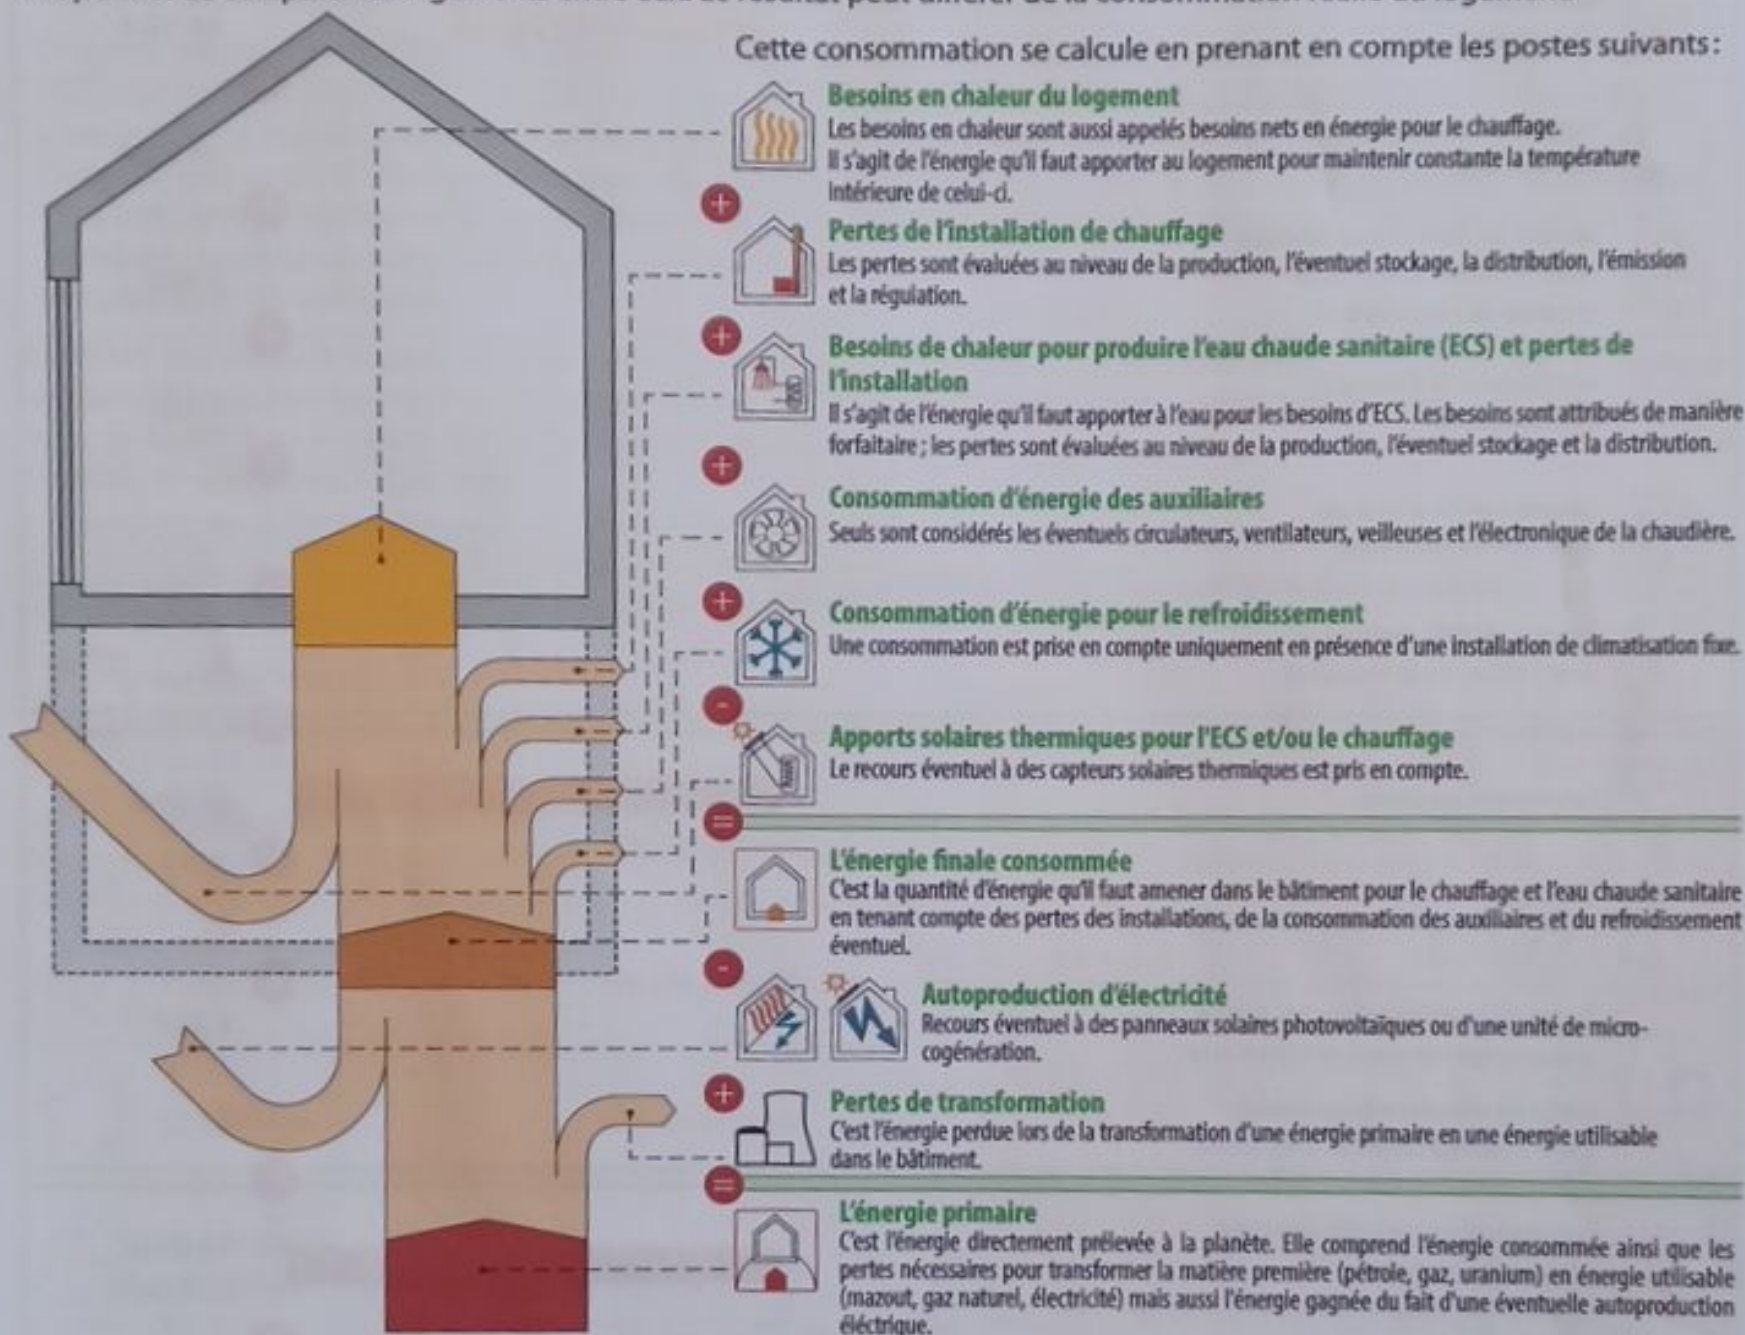 Cette consommation se calcule en prenant en compte les postes suivants :
Besoins en chaleur du logement
Les besoins en chaleur sont aussi appelés besoins nets en énergie pour le chauffage.
Il s'agit de l'énergie qu'il faut apporter au logement pour maintenir constante la température
intérieure de celui-ci.
+
Pertes de l'installation de chauffage
Les pertes sont évaluées au niveau de la production, l'éventuel stockage, la distribution, l'émission
et la régulation.
+
Besoins de chaleur pour produire l'eau chaude sanitaire (ECS) et pertes de
l'installation
Il s'agit de l'énergie qu'il faut apporter à l'eau pour les besoins d'ECS. Les besoins sont attribués de manière
forfaitaire ; les pertes sont évaluées au niveau de la production, l'éventuel stockage et la distribution.
+
Consommation d'énergie des auxiliaires
Seuls sont considérés les éventuels circulateurs, ventilateurs, veilleuses et l'électronique de la chaudière.
+
Consommation d'énergie pour le refroidissement
Une consommation est prise en compte uniquement en présence d'une installation de climatisation fixe.
-
Apports solaires thermiques pour l'ECS et/ou le chauffage
Le recours éventuel à des capteurs solaires thermiques est pris en compte.
=
L'énergie finale consommée
C'est la quantité d'énergie qu'il faut amener dans le bâtiment pour le chauffage et l'eau chaude sanitaire
en tenant compte des pertes des installations, de la consommation des auxiliaires et du refroidissement
éventuel.
-
Autoproduction d'électricité
Recours éventuel à des panneaux solaires photovoltaïques ou d'une unité de micro-
cogénération.
+
Pertes de transformation
C'est l'énergie perdue lors de la transformation d'une énergie primaire en une énergie utilisable
dans le bâtiment.
=
L'énergie primaire
C'est l'énergie directement prélevée à la planète. Elle comprend l'énergie consommée ainsi que les
pertes nécessaires pour transformer la matière première (pétrole, gaz, uranium) en énergie utilisable
(mazout, gaz naturel, électricité) mais aussi l'énergie gagnée du fait d'une éventuelle autoproduction
éléctrique.